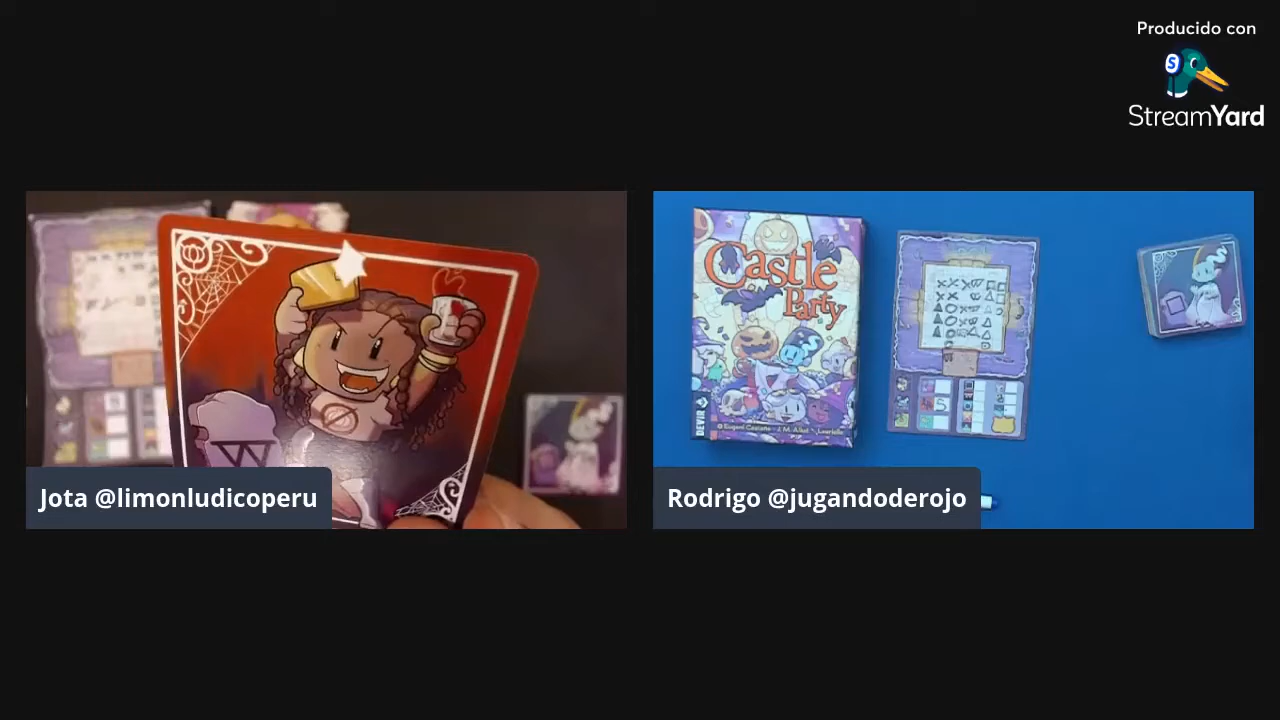 Producido con
S
StreamYard
Castle
Party
DEVIR
W
Jota @limonludicoperu
Rodrigo @jugandoderojo